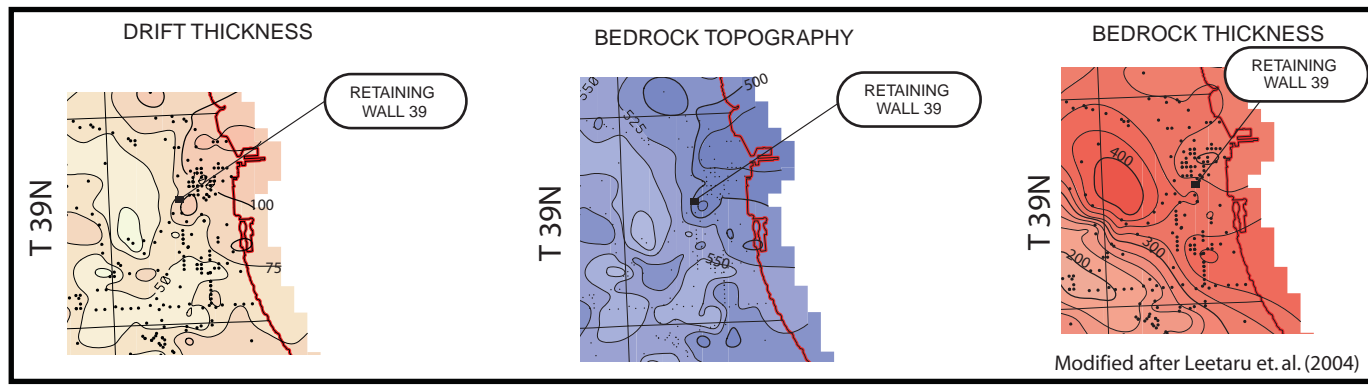 DRIFT THICKNESS
RETAINING
WALL 39
T 39N
100
75
50
BEDROCK TOPOGRAPHY
RETAINING
WALL 39
T 39N
550
500
525
550
BEDROCK THICKNESS
RETAINING
WALL 39
T 39N
400
300
200
Modified after Leetaru et. al. (2004)